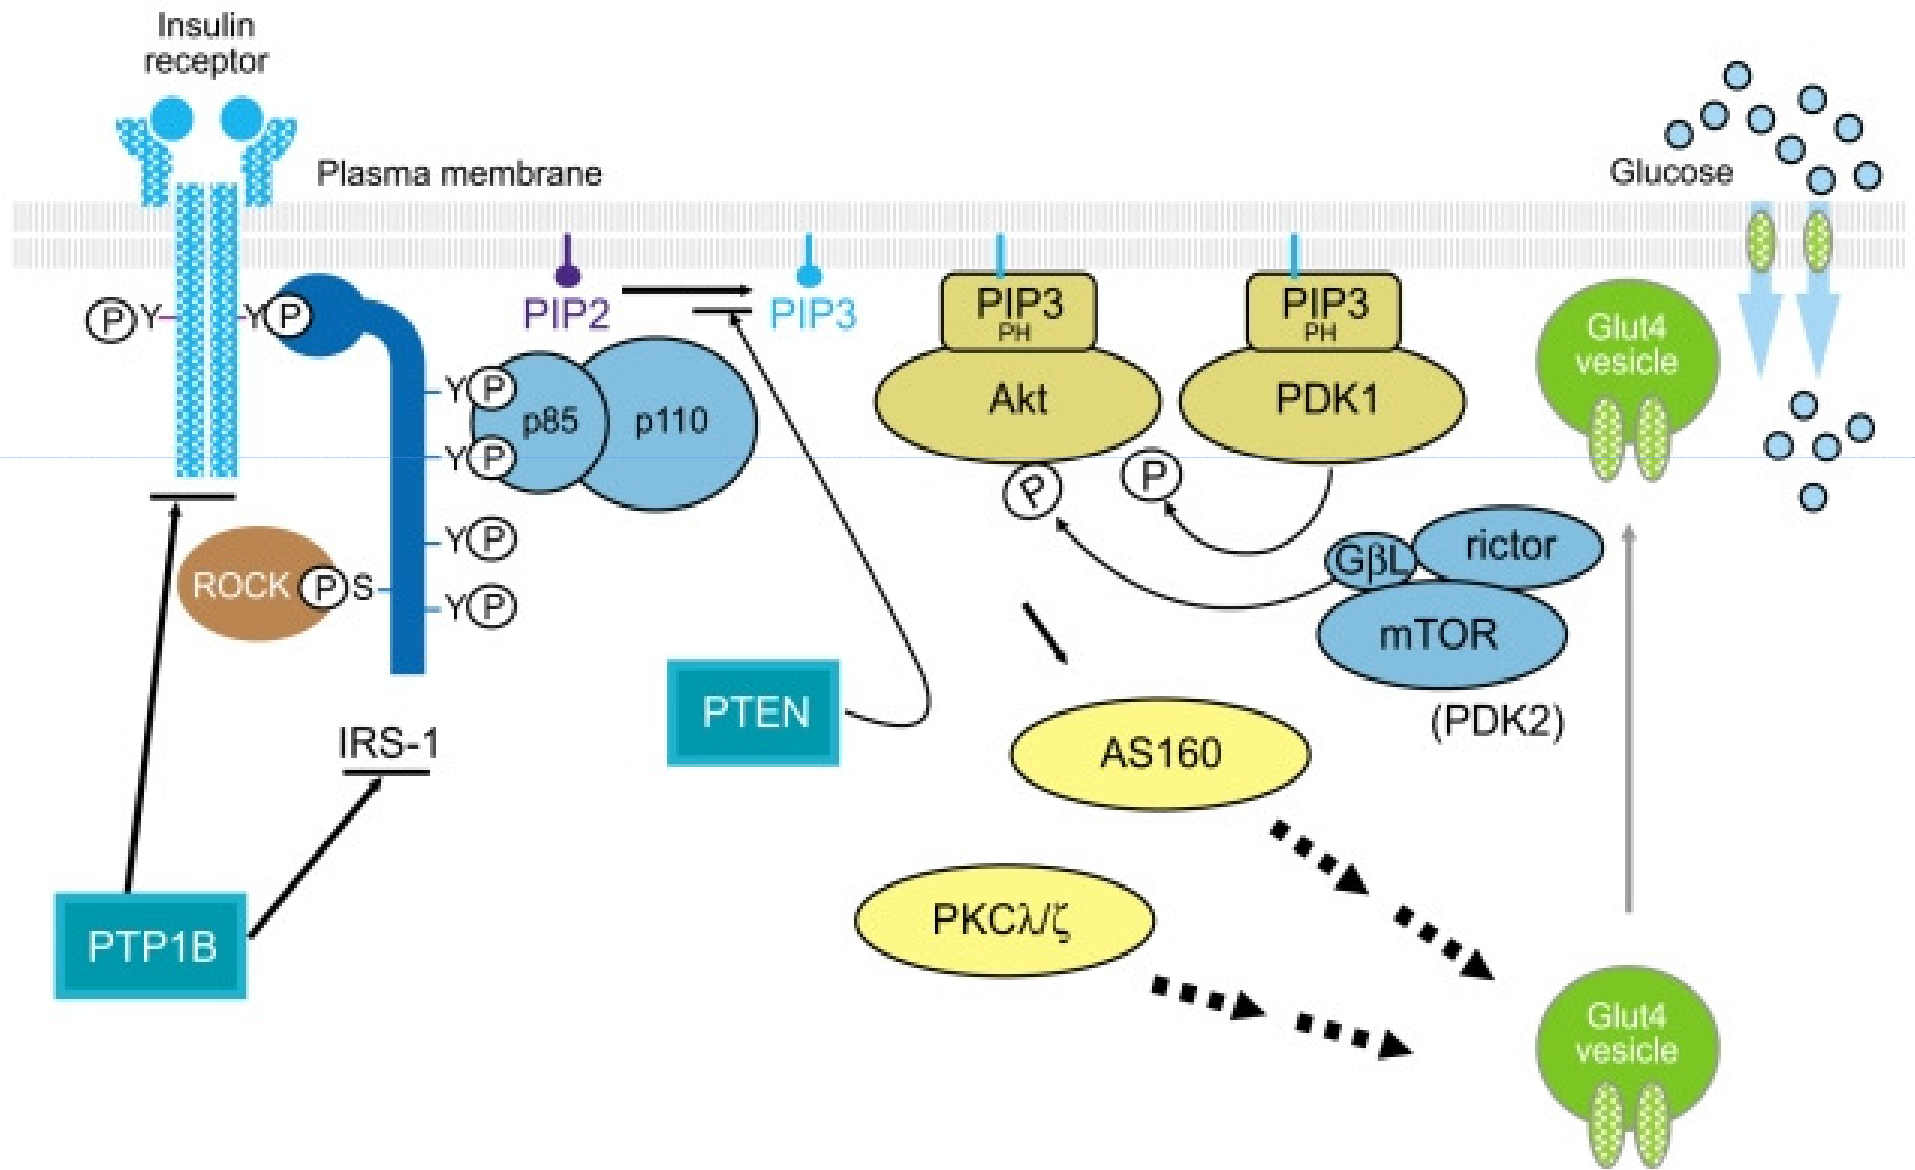 Insulin
receptor
Plasma membrane
Glucose
P Y
Y P
PIP2
PIP3
PIP3
PH
PIP3
PH
Glut4
vesicle
Y P
p85
p110
Akt
PDK1
Y P
P
P
Y P
GβL
rictor
ROCK
P S
Y P
mTOR
(PDK2)
PTEN
IRS-1
AS160
PTP1B
PKCλ/ζ
Glut4
vesicle